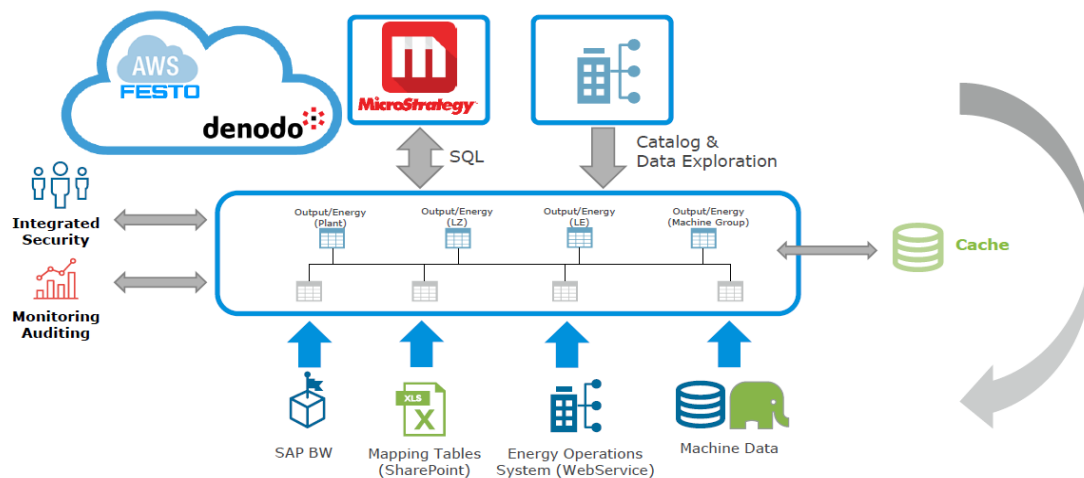 AWS
FESTO
denodo
MicroStrategy
SQL
Catalog &
Data Exploration
Integrated
Security
Monitoring
Auditing
Output/Energy
(Plant)
Output/Energy
(LZ)
Output/Energy
(LE)
Output/Energy
(Machine Group)
Cache
SAP BW
XLS
X
Mapping Tables
(SharePoint)
Energy Operations
System (WebService)
Machine Data